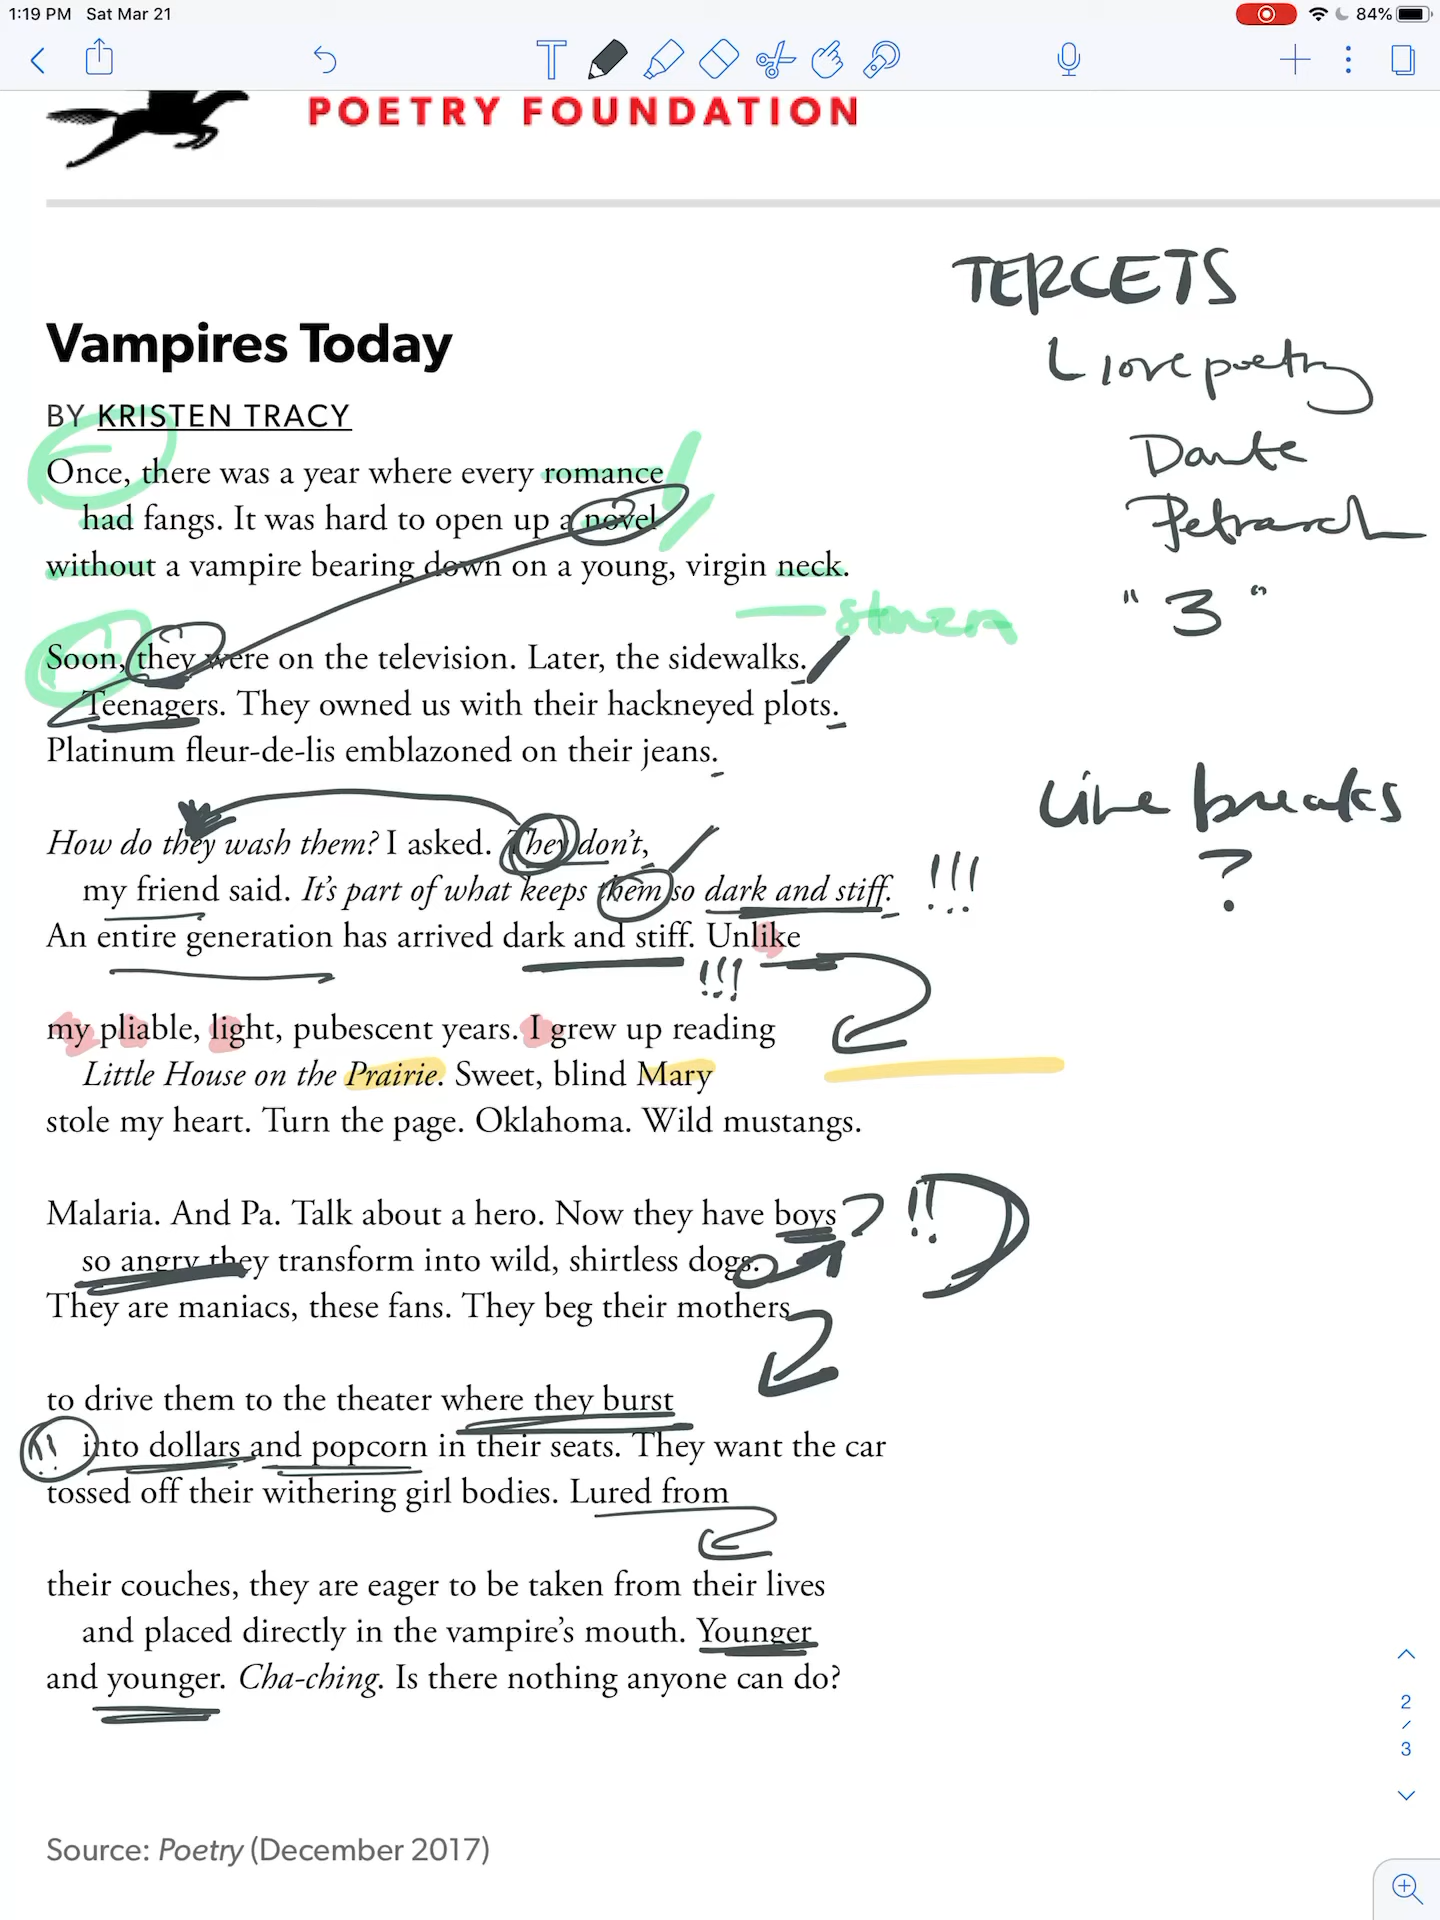 1:19 PM Sat Mar 21
84%
T
POETRY FOUNDATION
TERCETS
Vampires Today
love poetry
BY KRISTEN TRACY
Dante
Once, there was a year where every romance
had fangs. It was hard to open up a novel
Petrarch
without a vampire bearing down on a young, virgin neck.
"3"
stanza
Soon, they were on the television. Later, the sidewalks.
Teenagers. They owned us with their hackneyed plots.
Platinum fleur-de-lis emblazoned on their jeans.
line breaks
?
How do they wash them? I asked. They don't,
my friend said. It's part of what keeps them so dark and stiff. !!!
An entire generation has arrived dark and stiff. Unlike
!!!
my pliable, light, pubescent years. I grew up reading
Little House on the Prairie. Sweet, blind Mary
stole my heart. Turn the page. Oklahoma. Wild mustangs.
Malaria. And Pa. Talk about a hero. Now they have boys ? !!
so angry they transform into wild, shirtless dogs.
They are maniacs, these fans. They beg their mothers
to drive them to the theater where they burst
!! into dollars and popcorn in their seats. They want the car
tossed off their withering girl bodies. Lured from
their couches, they are eager to be taken from their lives
and placed directly in the vampire's mouth. Younger
and younger. Cha-ching. Is there nothing anyone can do?
2
/
3
Source: Poetry (December 2017)